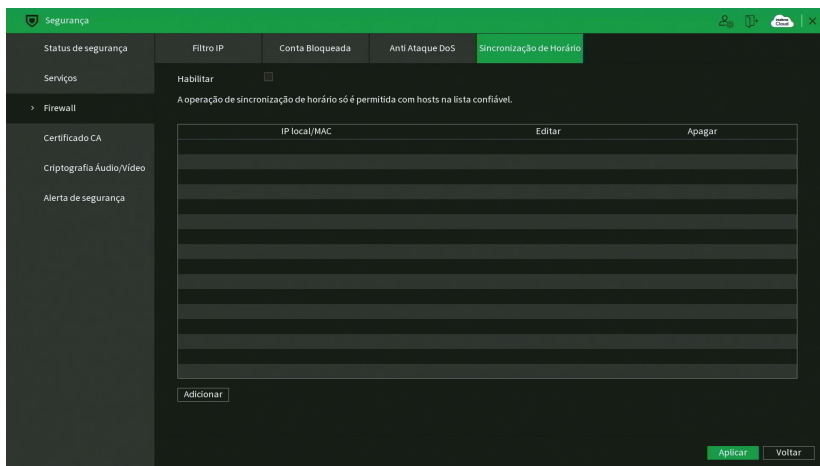 Segurança
Status de segurança
Serviços
Firewall
Certificado CA
Criptografia Áudio/Vídeo
Alerta de segurança
Filtro IP
Conta Bloqueada
Anti Ataque DoS
Sincronização de Horário
Habilitar
A operação de sincronização de horário só é permitida com hosts na lista confiável.
IP local/MAC
Editar
Apagar
Adicionar
Aplicar
Voltar